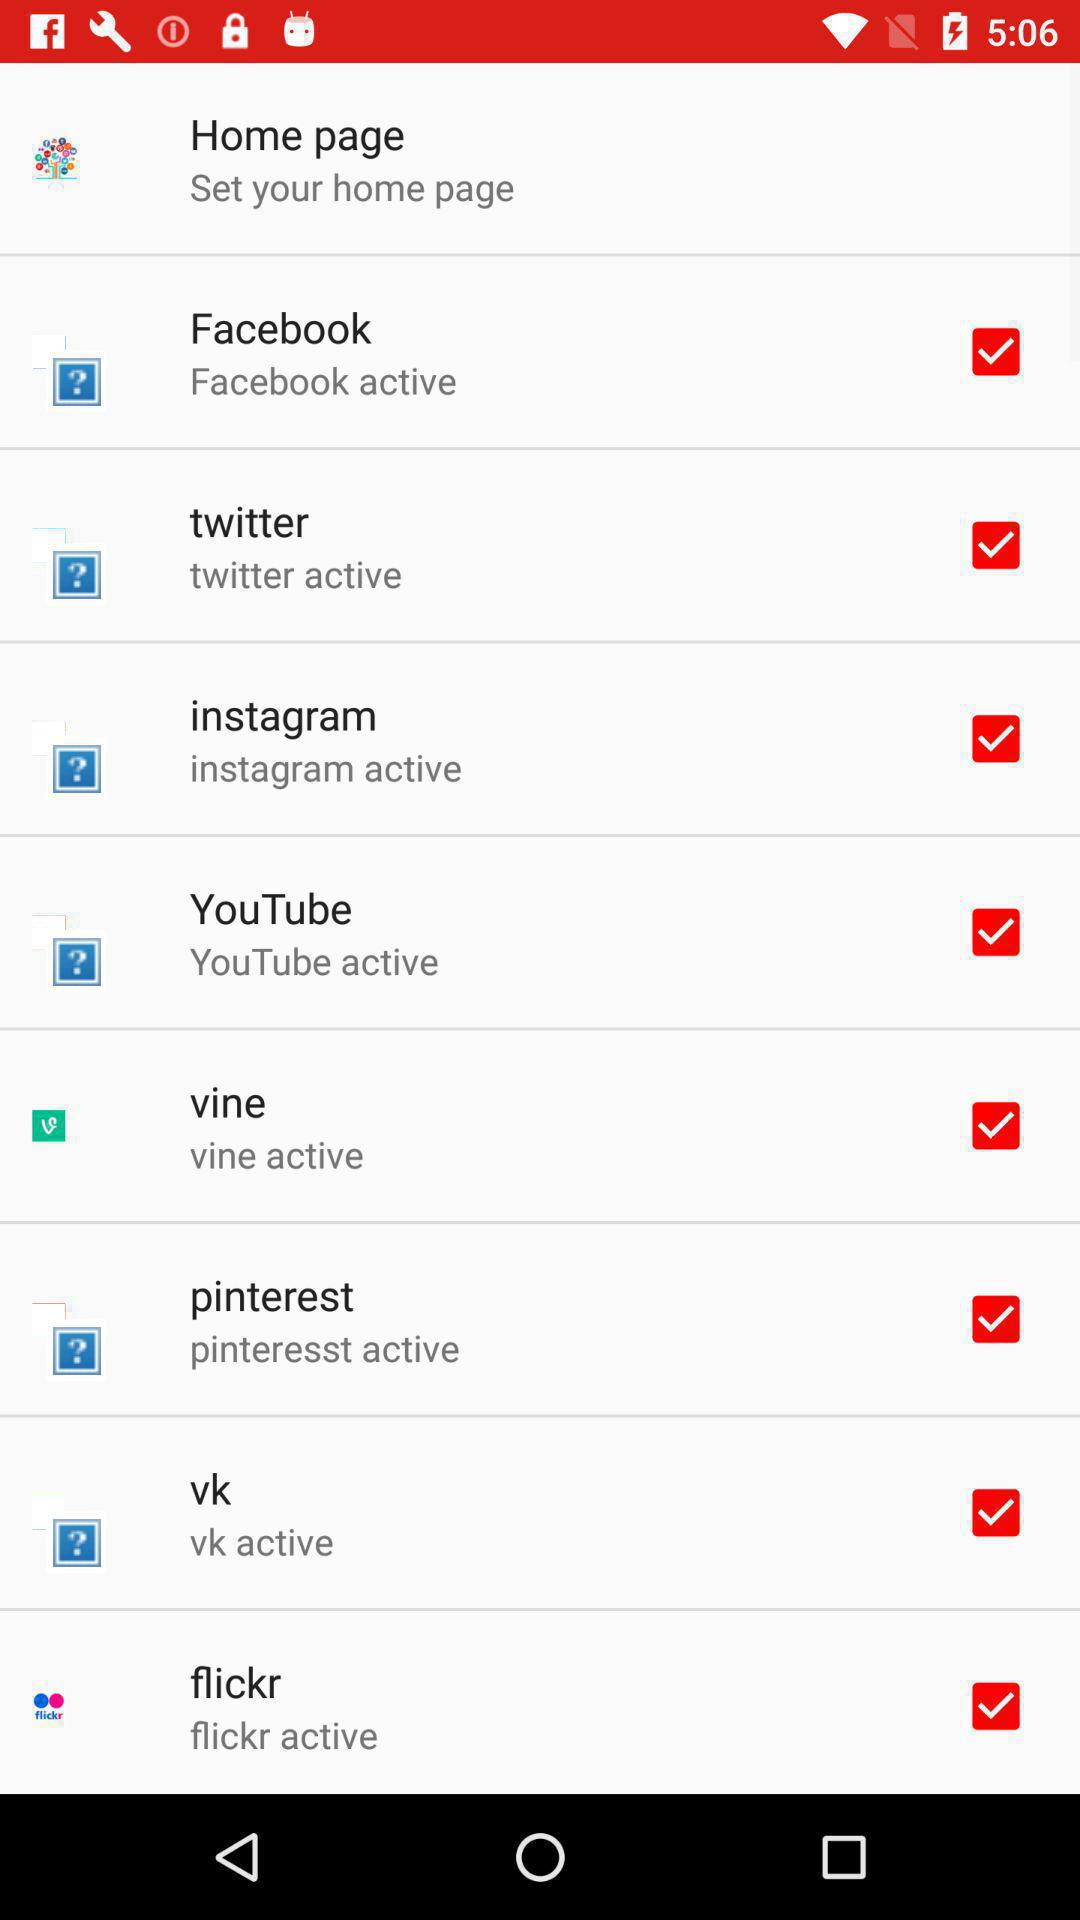 5:06
Home page
Set your home page
Facebook
Facebook active
twitter
twitter active
instagram
instagram active
YouTube
YouTube active
vine
vine active
pinterest
pinteresst active
vk
vk active
flickr
flickr
flickr active